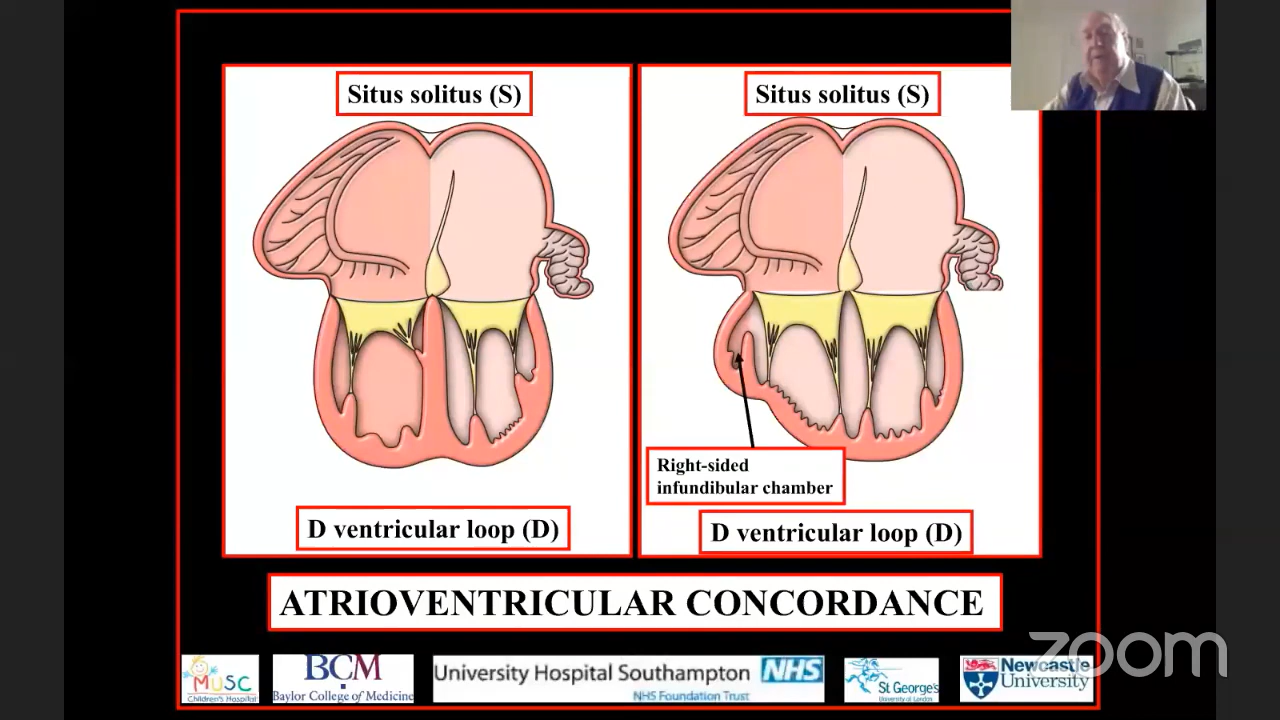 Situs solitus (S)
Situs solitus (S)
Right-sided
infundibular chamber
D ventricular loop (D)
D ventricular loop (D)
ATRIOVENTRICULAR CONCORDANCE
MUSC
Children's Hospital
BCM
Baylor College of Medicine
University Hospital Southampton NHS
NHS Foundation Trust
St George's
University of London
Newcastle
University
zoom